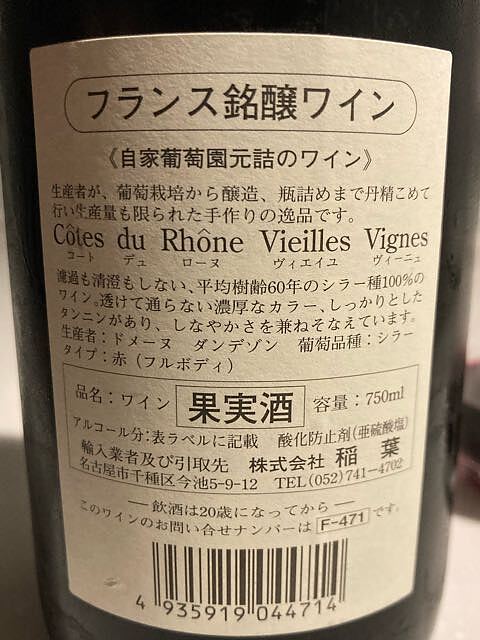 フランス銘醸ワイン
《自家葡萄園元詰のワイン》
生産者が、葡萄栽培から醸造、瓶詰めまで丹精こめて
行い生産量も限られた手作りの逸品です。
Côtes du Rhône Vieilles Vignes
コート デュ ローヌ ヴィエイユ ヴィーニュ
濾過も清澄もしない、平均樹齢60年のシラー種100%の
ワイン。透けて通らない濃厚なカラー、しっかりとした
タンニンがあり、しなやかさを兼ねそなえています。
生産者：ドメーヌ ダンデゾン 葡萄品種：シラー
タイプ：赤（フルボディ）
品名：ワイン 果実酒 容量：750ml
アルコール分:表ラベルに記載 酸化防止剤(亜硫酸塩)
輸入業者及び引取先 株式会社 稲葉
名古屋市千種区今池5-9-12 TEL(052)741-4702
──飲酒は20歳になってから──
このワインのお問い合せナンバーは F-471 です。
4 935919 044714